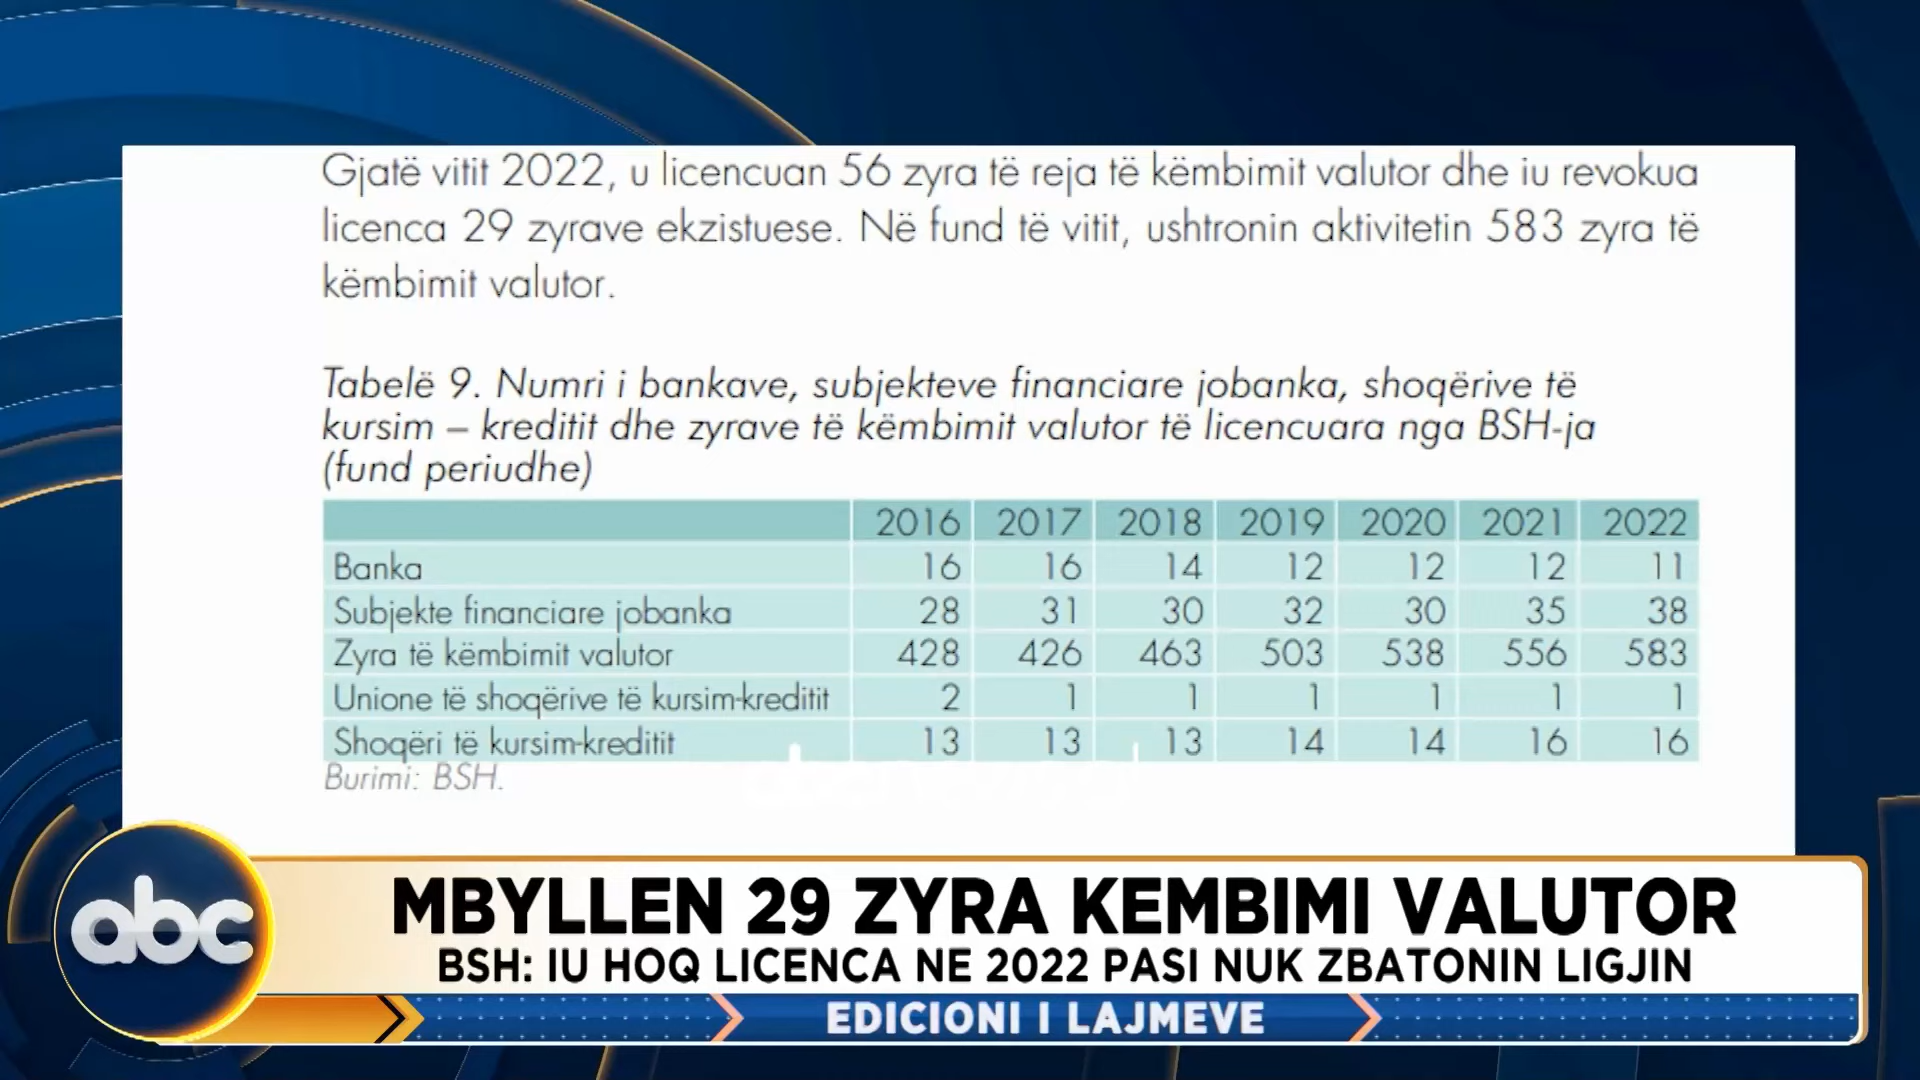 Gjatë vitit 2022, u licencuan 56 zyra të reja të këmbimit valutor dhe iu revokua
licenca 29 zyrave ekzistuese. Në fund të vitit, ushtronin aktivitetin 583 zyra të
këmbimit valutor.
Tabelë 9. Numri i bankave, subjekteve financiare jobanka, shoqërive të
kursim – kreditit dhe zyrave të këmbimit valutor të licencuara nga BSH-ja
(fund periudhe)
2016 2017 2018 2019 2020 2021 2022
Banka 16 16 14 12 12 12 11
Subjekte financiare jobanka 28 31 30 32 30 35 38
Zyra të këmbimit valutor 428 426 463 503 538 556 583
Unione të shoqërive të kursim-kreditit 2 1 1 1 1 1 1
Shoqëri të kursim-kreditit 13 13 13 14 14 16 16
Burimi: BSH.
abc
MBYLLEN 29 ZYRA KEMBIMI VALUTOR
BSH: IU HOQ LICENCA NE 2022 PASI NUK ZBATONIN LIGJIN
EDICIONI I LAJMEVE